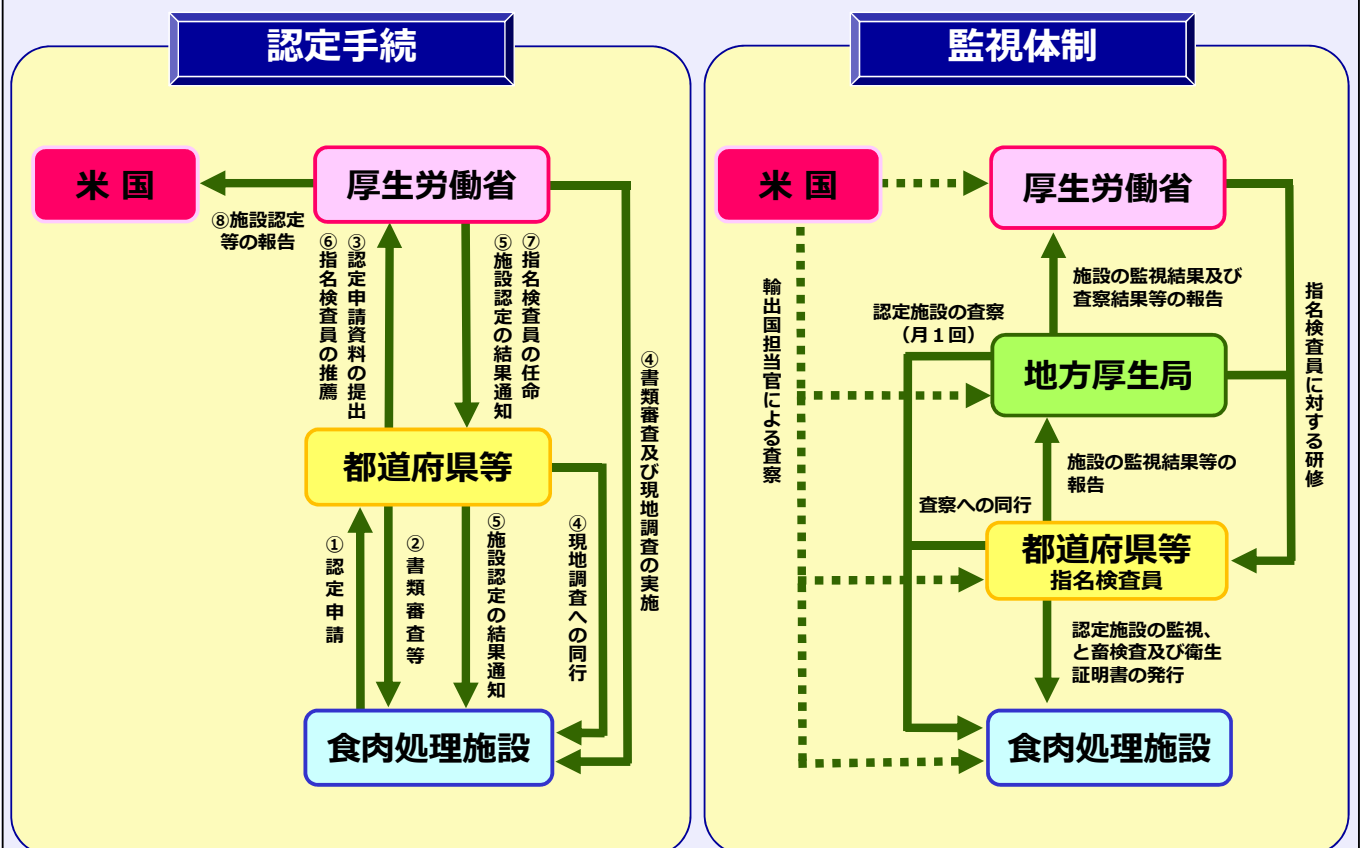 認定手続
米 国
厚生労働省
⑧施設認定
等の報告
⑥指名検査員の推薦
③認定申請資料の提出
⑤施設認定の結果通知
⑦指名検査員の任命
④書類審査及び現地調査の実施
都道府県等
①認定申請
②書類審査等
⑤施設認定の結果通知
④現地調査への同行
食肉処理施設
監視体制
米 国
厚生労働省
輸出国担当官による査察
施設の監視結果及び
査察結果等の報告
指名検査員に対する研修
認定施設の査察
（月１回）
地方厚生局
施設の監視結果等の
報告
査察への同行
都道府県等
指名検査員
認定施設の監視、
と畜検査及び衛生
証明書の発行
食肉処理施設